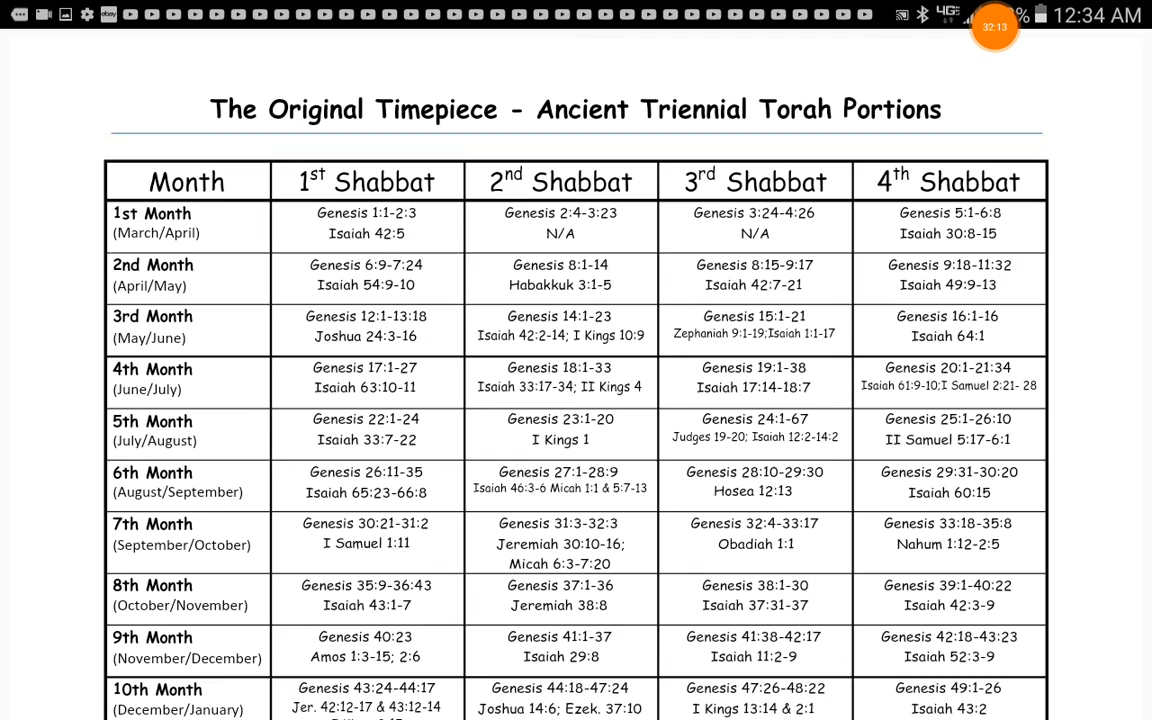 ebay 4G % 12:34 AM
32:13
The Original Timepiece - Ancient Triennial Torah Portions
Month 1st Shabbat 2nd Shabbat 3rd Shabbat 4th Shabbat
1st Month Genesis 1:1-2:3 Genesis 2:4-3:23 Genesis 3:24-4:26 Genesis 5:1-6:8
(March/April) Isaiah 42:5 N/A N/A Isaiah 30:8-15
2nd Month Genesis 6:9-7:24 Genesis 8:1-14 Genesis 8:15-9:17 Genesis 9:18-11:32
(April/May) Isaiah 54:9-10 Habakkuk 3:1-5 Isaiah 42:7-21 Isaiah 49:9-13
3rd Month Genesis 12:1-13:18 Genesis 14:1-23 Genesis 15:1-21 Genesis 16:1-16
(May/June) Joshua 24:3-16 Isaiah 42:2-14; I Kings 10:9 Zephaniah 9:1-19;Isaiah 1:1-17 Isaiah 64:1
4th Month Genesis 17:1-27 Genesis 18:1-33 Genesis 19:1-38 Genesis 20:1-21:34
(June/July) Isaiah 63:10-11 Isaiah 33:17-34; II Kings 4 Isaiah 17:14-18:7 Isaiah 61:9-10;I Samuel 2:21- 28
5th Month Genesis 22:1-24 Genesis 23:1-20 Genesis 24:1-67 Genesis 25:1-26:10
(July/August) Isaiah 33:7-22 I Kings 1 Judges 19-20; Isaiah 12:2-14:2 II Samuel 5:17-6:1
6th Month Genesis 26:11-35 Genesis 27:1-28:9 Genesis 28:10-29:30 Genesis 29:31-30:20
(August/September) Isaiah 65:23-66:8 Isaiah 46:3-6 Micah 1:1 & 5:7-13 Hosea 12:13 Isaiah 60:15
7th Month Genesis 30:21-31:2 Genesis 31:3-32:3 Genesis 32:4-33:17 Genesis 33:18-35:8
(September/October) I Samuel 1:11 Jeremiah 30:10-16; Obadiah 1:1 Nahum 1:12-2:5
Micah 6:3-7:20
8th Month Genesis 35:9-36:43 Genesis 37:1-36 Genesis 38:1-30 Genesis 39:1-40:22
(October/November) Isaiah 43:1-7 Jeremiah 38:8 Isaiah 37:31-37 Isaiah 42:3-9
9th Month Genesis 40:23 Genesis 41:1-37 Genesis 41:38-42:17 Genesis 42:18-43:23
(November/December) Amos 1:3-15; 2:6 Isaiah 29:8 Isaiah 11:2-9 Isaiah 52:3-9
10th Month Genesis 43:24-44:17 Genesis 44:18-47:24 Genesis 47:26-48:22 Genesis 49:1-26
(December/January) Jer. 42:12-17 & 43:12-14 Joshua 14:6; Ezek. 37:10 I Kings 13:14 & 2:1 Isaiah 43:2